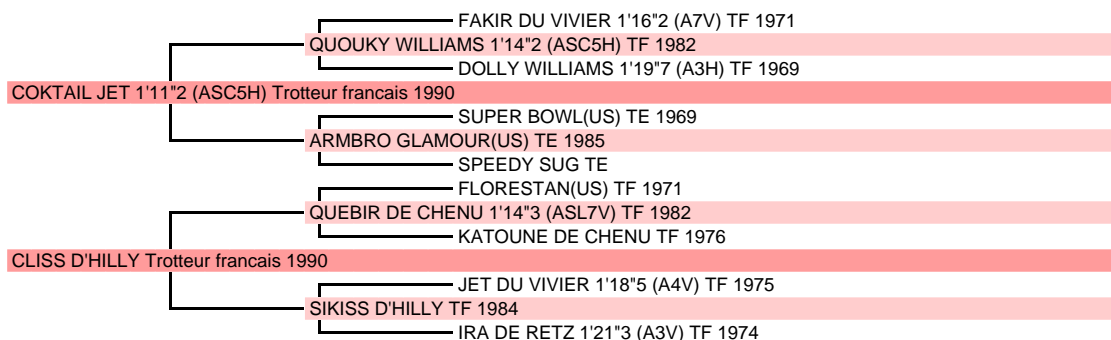 FAKIR DU VIVIER 1'16"2 (A7V) TF 1971
QUOUKY WILLIAMS 1'14"2 (ASC5H) TF 1982
DOLLY WILLIAMS 1'19"7 (A3H) TF 1969
COKTAIL JET 1'11"2 (ASC5H) Trotteur francais 1990
SUPER BOWL(US) TE 1969
ARMBRO GLAMOUR(US) TE 1985
SPEEDY SUG TE
FLORESTAN(US) TF 1971
QUEBIR DE CHENU 1'14"3 (ASL7V) TF 1982
KATOUNE DE CHENU TF 1976
CLISS D'HILLY Trotteur francais 1990
JET DU VIVIER 1'18"5 (A4V) TF 1975
SIKISS D'HILLY TF 1984
IRA DE RETZ 1'21"3 (A3V) TF 1974